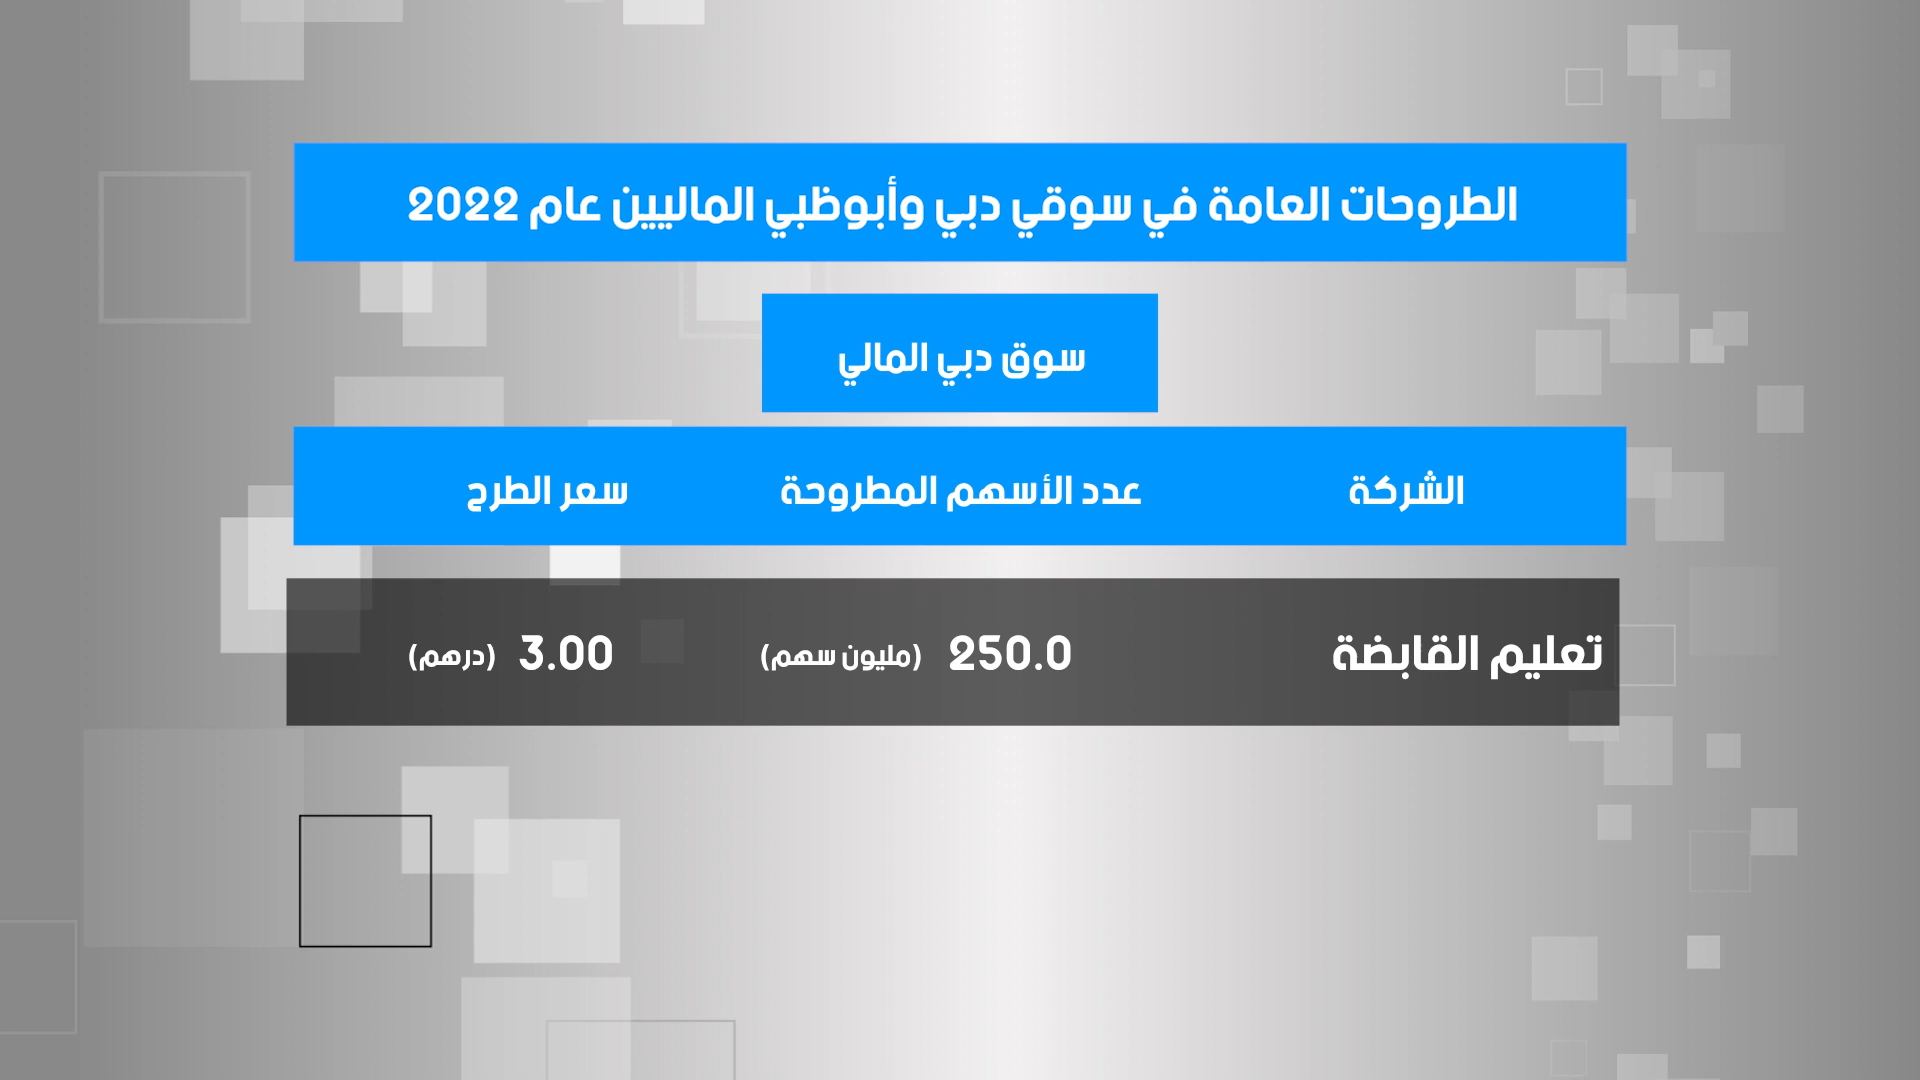 الطروحات العامة في سوقي دبي وأبوظبي الماليين عام 2022
سوق دبي المالي
الشركة عدد الأسهم المطروحة سعر الطرح
تعليم القابضة 250.0 (مليون سهم) 3.00 (درهم)